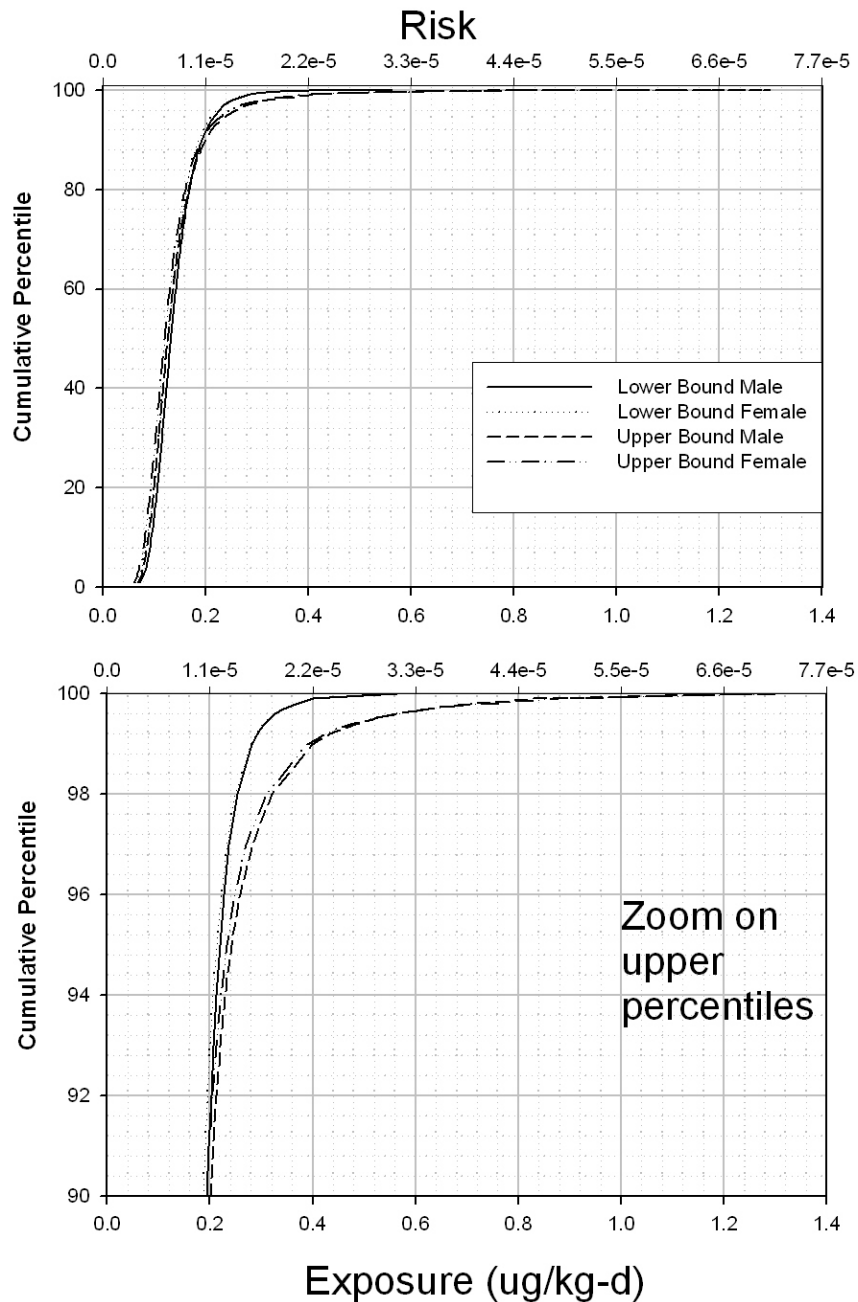 Risk
0.0 1.1e-5 2.2e-5 3.3e-5 4.4e-5 5.5e-5 6.6e-5 7.7e-5
100
80
60
40
20
0
Cumulative Percentile
Lower Bound Male
Lower Bound Female
Upper Bound Male
Upper Bound Female
0.0 0.2 0.4 0.6 0.8 1.0 1.2 1.4
0.0 1.1e-5 2.2e-5 3.3e-5 4.4e-5 5.5e-5 6.6e-5 7.7e-5
100
98
96
94
92
90
Cumulative Percentile
Zoom on
upper
percentiles
0.0 0.2 0.4 0.6 0.8 1.0 1.2 1.4
Exposure (ug/kg-d)